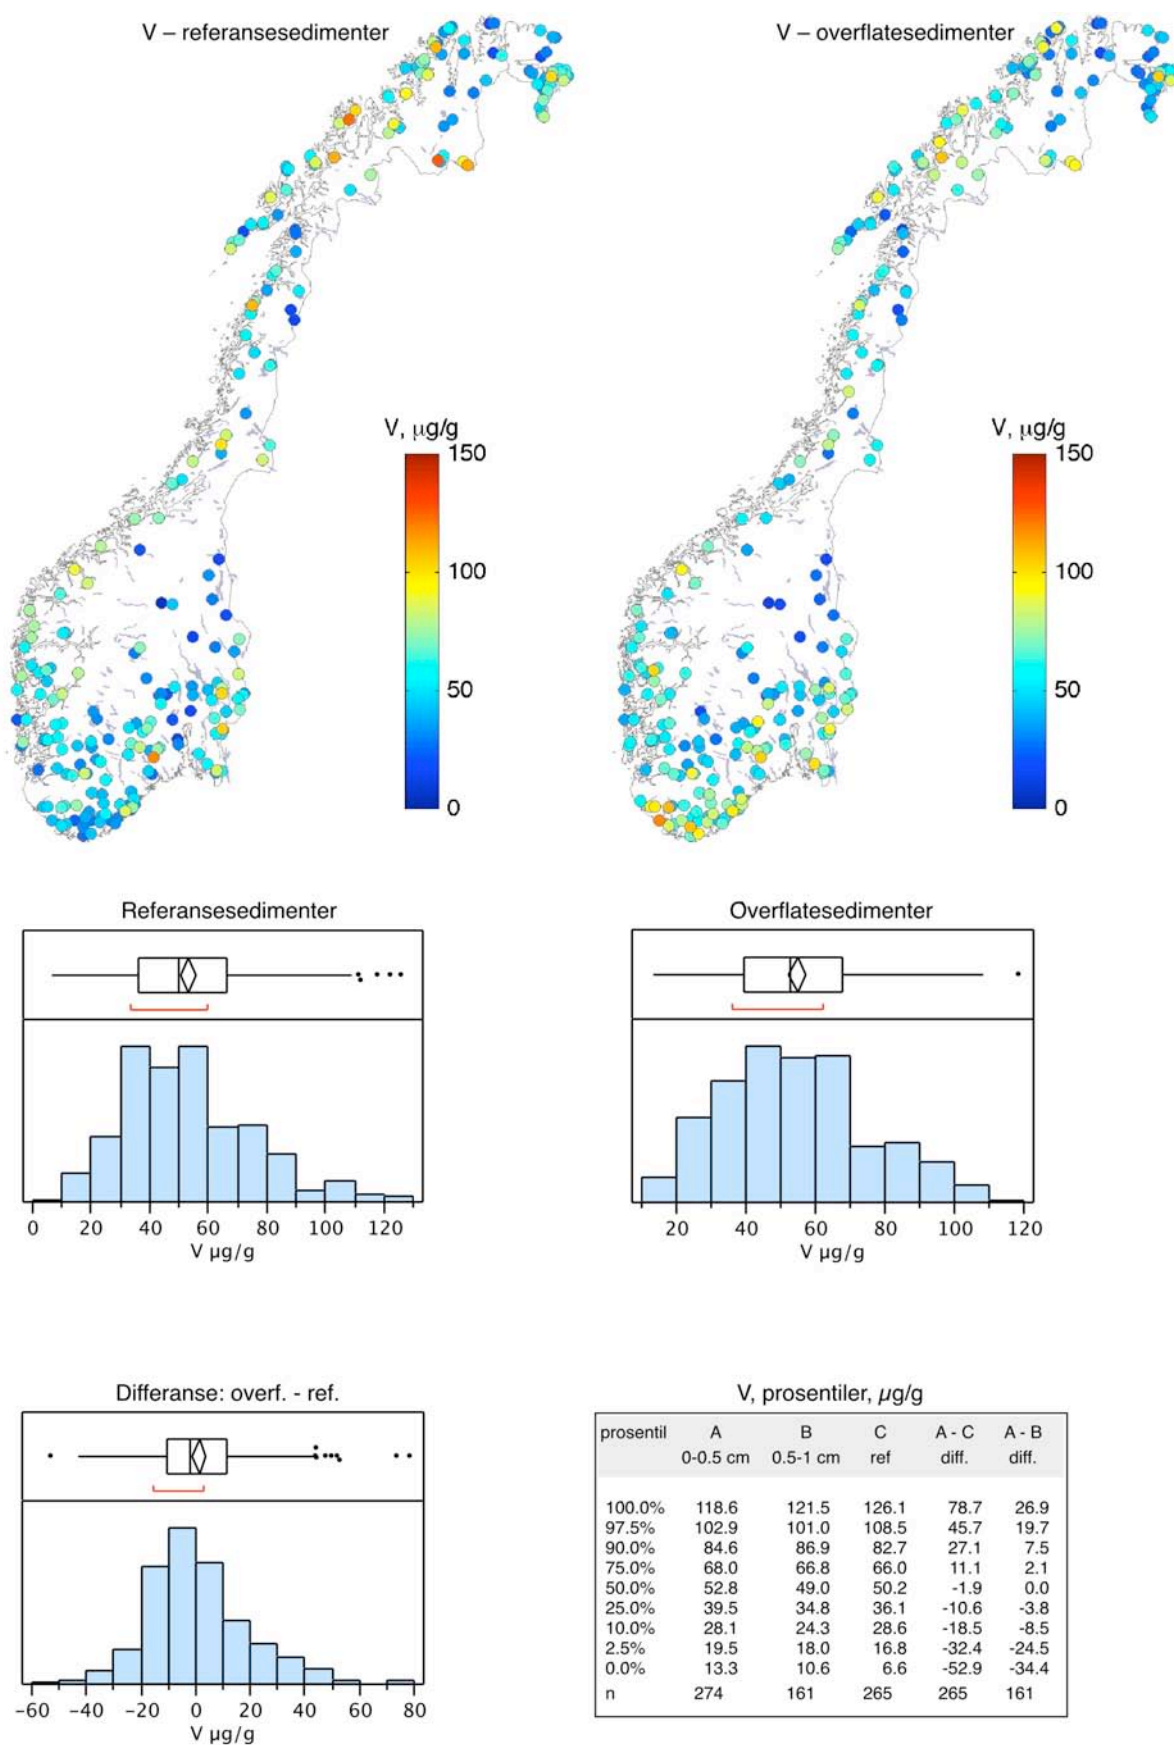 V – referansesedimenter
V – overflatesedimenter
V, μg/g
150
100
50
0
V, μg/g
150
100
50
0
Referansesedimenter
0 20 40 60 80 100 120
V μg/g
Overflatesedimenter
20 40 60 80 100 120
V μg/g
Differanse: overf. - ref.
−60 −40 −20 0 20 40 60 80
V μg/g
V, prosentiler, μg/g
prosentil A B C A - C A - B
0-0.5 cm 0.5-1 cm ref diff. diff.
100.0% 118.6 121.5 126.1 78.7 26.9
97.5% 102.9 101.0 108.5 45.7 19.7
90.0% 84.6 86.9 82.7 27.1 7.5
75.0% 68.0 66.8 66.0 11.1 2.1
50.0% 52.8 49.0 50.2 -1.9 0.0
25.0% 39.5 34.8 36.1 -10.6 -3.8
10.0% 28.1 24.3 28.6 -18.5 -8.5
2.5% 19.5 18.0 16.8 -32.4 -24.5
0.0% 13.3 10.6 6.6 -52.9 -34.4
n 274 161 265 265 161